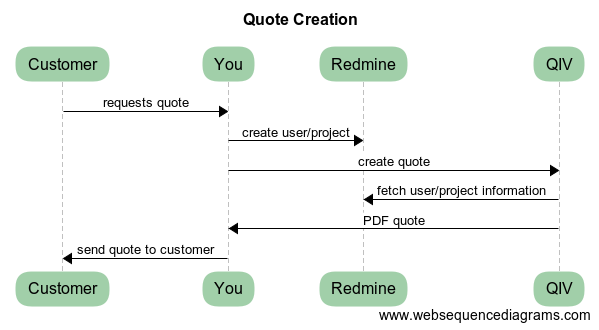 Quote Creation
Customer You Redmine QIV
requests quote
create user/project
create quote
fetch user/project information
PDF quote
send quote to customer
Customer You Redmine QIV
www.websequencediagrams.com